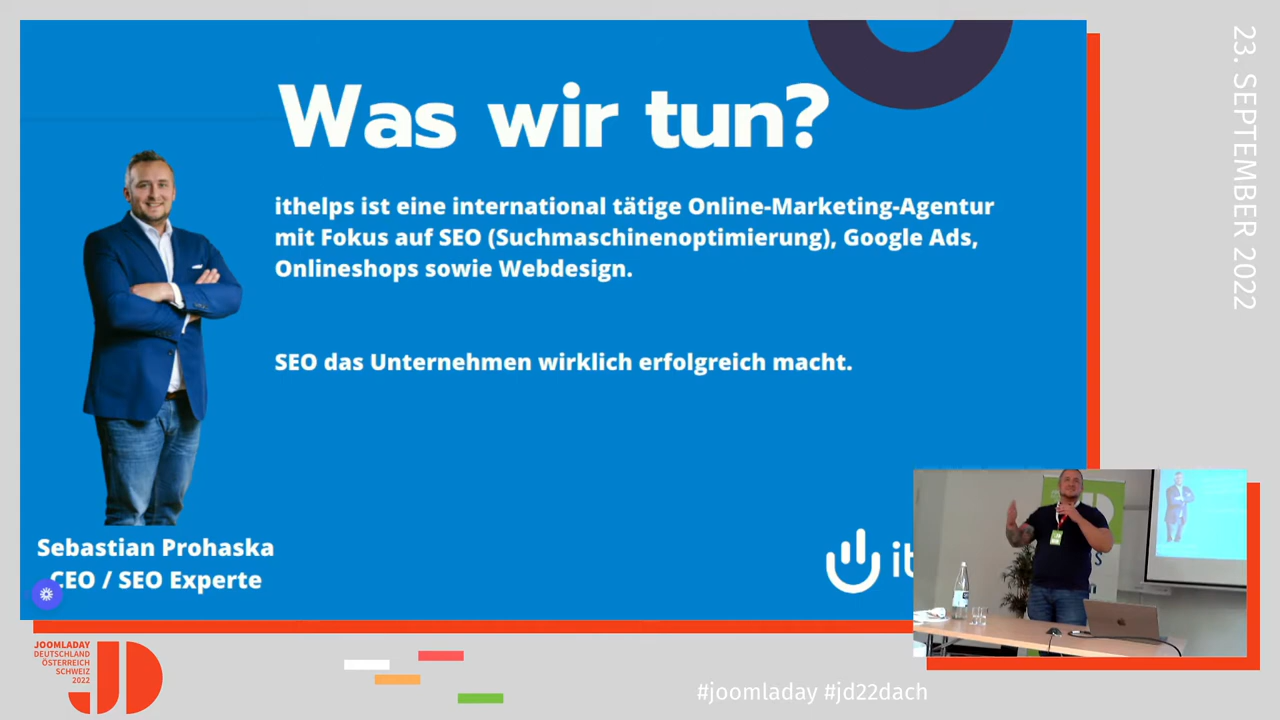 Was wir tun?
ithelps ist eine international tätige Online-Marketing-Agentur
mit Fokus auf SEO (Suchmaschinenoptimierung), Google Ads,
Onlineshops sowie Webdesign.
SEO das Unternehmen wirklich erfolgreich macht.
Sebastian Prohaska
CEO / SEO Experte
it
23. SEPTEMBER 2022
JOOMLADAY
DEUTSCHLAND
ÖSTERREICH
SCHWEIZ
2022
JD
#joomladay #jd22dach